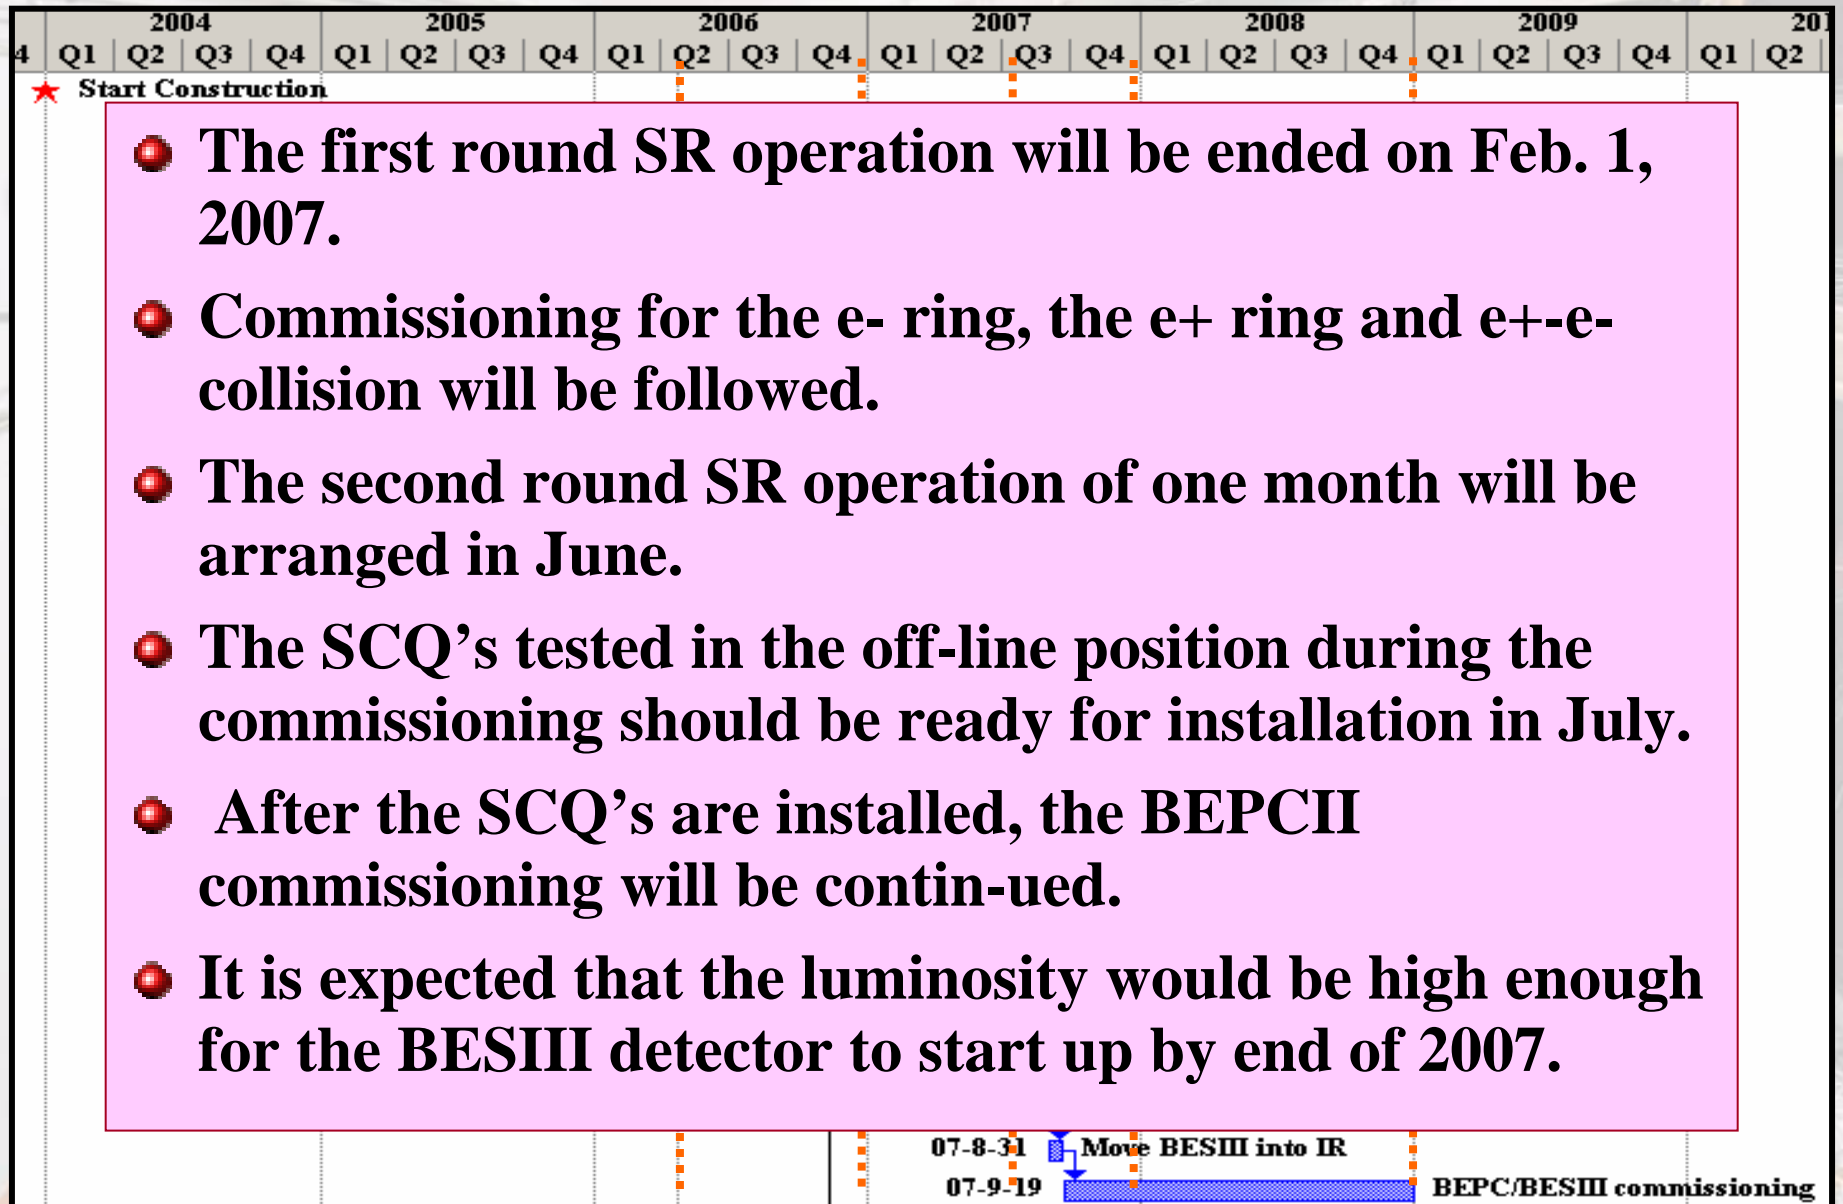 2004 2005 2006 2007 2008 2009 201
4 Q1 Q2 Q3 Q4 Q1 Q2 Q3 Q4 Q1 Q2 Q3 Q4 Q1 Q2 Q3 Q4 Q1 Q2 Q3 Q4 Q1 Q2 Q3 Q4 Q1 Q2
Start Construction
The first round SR operation will be ended on Feb. 1,
2007.
Commissioning for the e- ring, the e+ ring and e+-e-
collision will be followed.
The second round SR operation of one month will be
arranged in June.
The SCQ’s tested in the off-line position during the
commissioning should be ready for installation in July.
After the SCQ’s are installed, the BEPCII
commissioning will be contin-ued.
It is expected that the luminosity would be high enough
for the BESIII detector to start up by end of 2007.
07-8-31 Move BESIII into IR
07-9-19 BEPC/BESIII commissioning